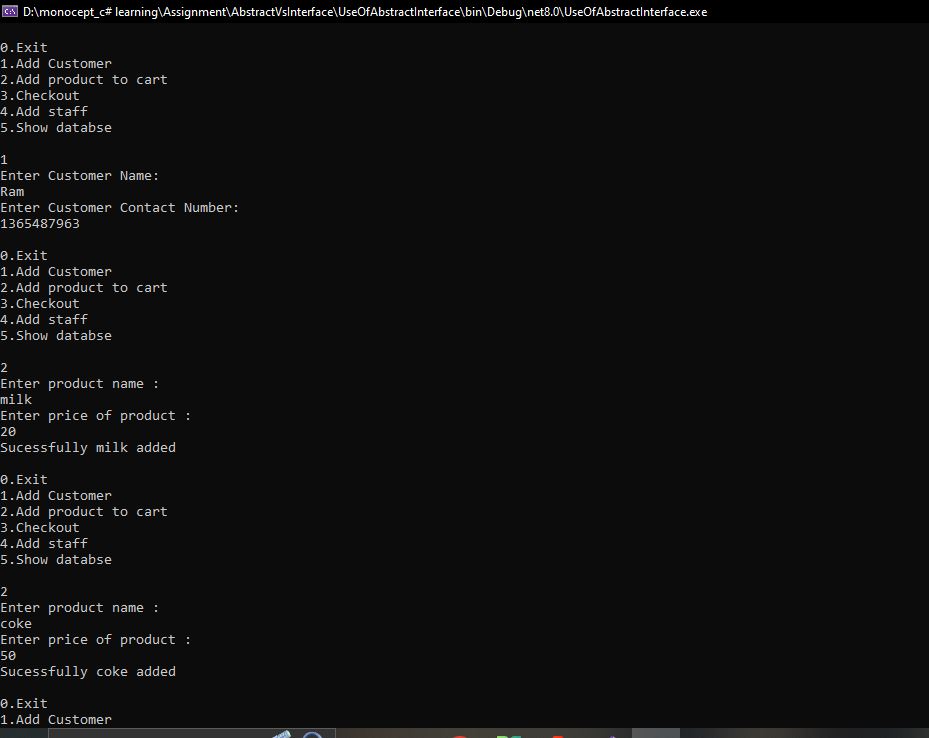 D:\monocept_c# learning\Assignment\AbstractVsInterface\UseOfAbstractInterface\bin\Debug\net8.0\UseOfAbstractInterface.exe
0.Exit
1.Add Customer
2.Add product to cart
3.Checkout
4.Add staff
5.Show databse
1
Enter Customer Name:
Ram
Enter Customer Contact Number:
1365487963
0.Exit
1.Add Customer
2.Add product to cart
3.Checkout
4.Add staff
5.Show databse
2
Enter product name :
milk
Enter price of product :
20
Sucessfully milk added
0.Exit
1.Add Customer
2.Add product to cart
3.Checkout
4.Add staff
5.Show databse
2
Enter product name :
coke
Enter price of product :
50
Sucessfully coke added
0.Exit
1.Add Customer